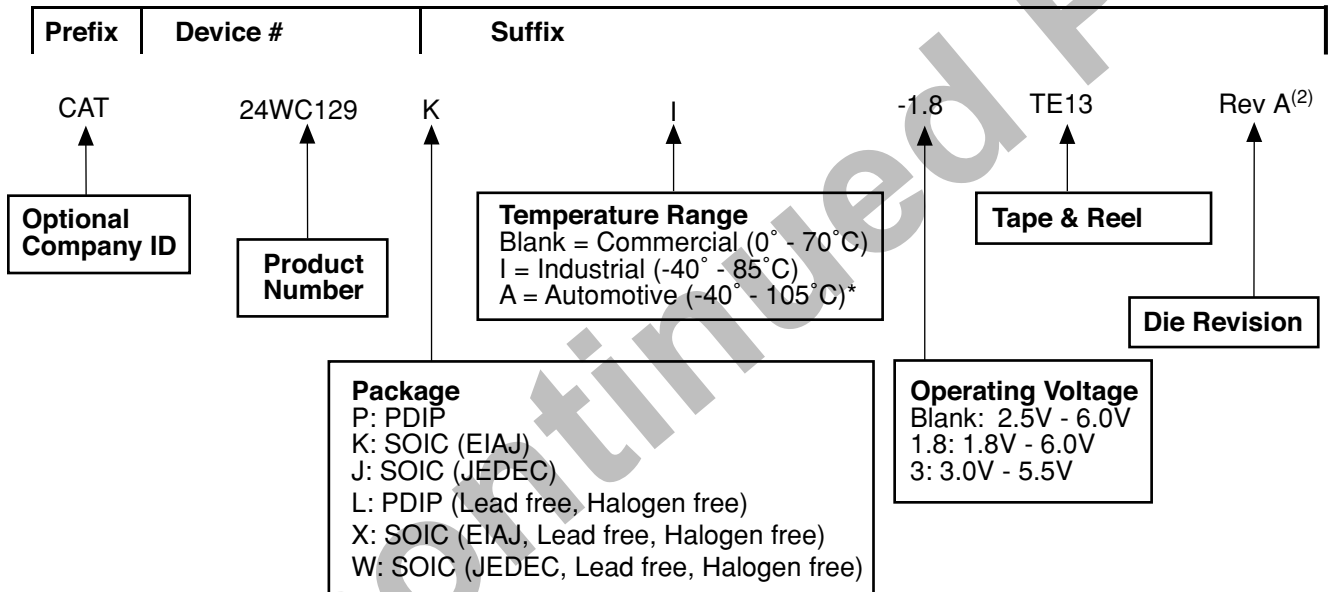 Prefix Device # Suffix
CAT 24WC129 K I -1.8 TE13 Rev A(2)
Optional
Company ID
Product
Number
Temperature Range
Blank = Commercial (0˚ - 70˚C)
I = Industrial (-40˚ - 85˚C)
A = Automotive (-40˚ - 105˚C)*
Tape & Reel
Die Revision
Package
P: PDIP
K: SOIC (EIAJ)
J: SOIC (JEDEC)
L: PDIP (Lead free, Halogen free)
X: SOIC (EIAJ, Lead free, Halogen free)
W: SOIC (JEDEC, Lead free, Halogen free)
Operating Voltage
Blank: 2.5V - 6.0V
1.8: 1.8V - 6.0V
3: 3.0V - 5.5V
ontinued P